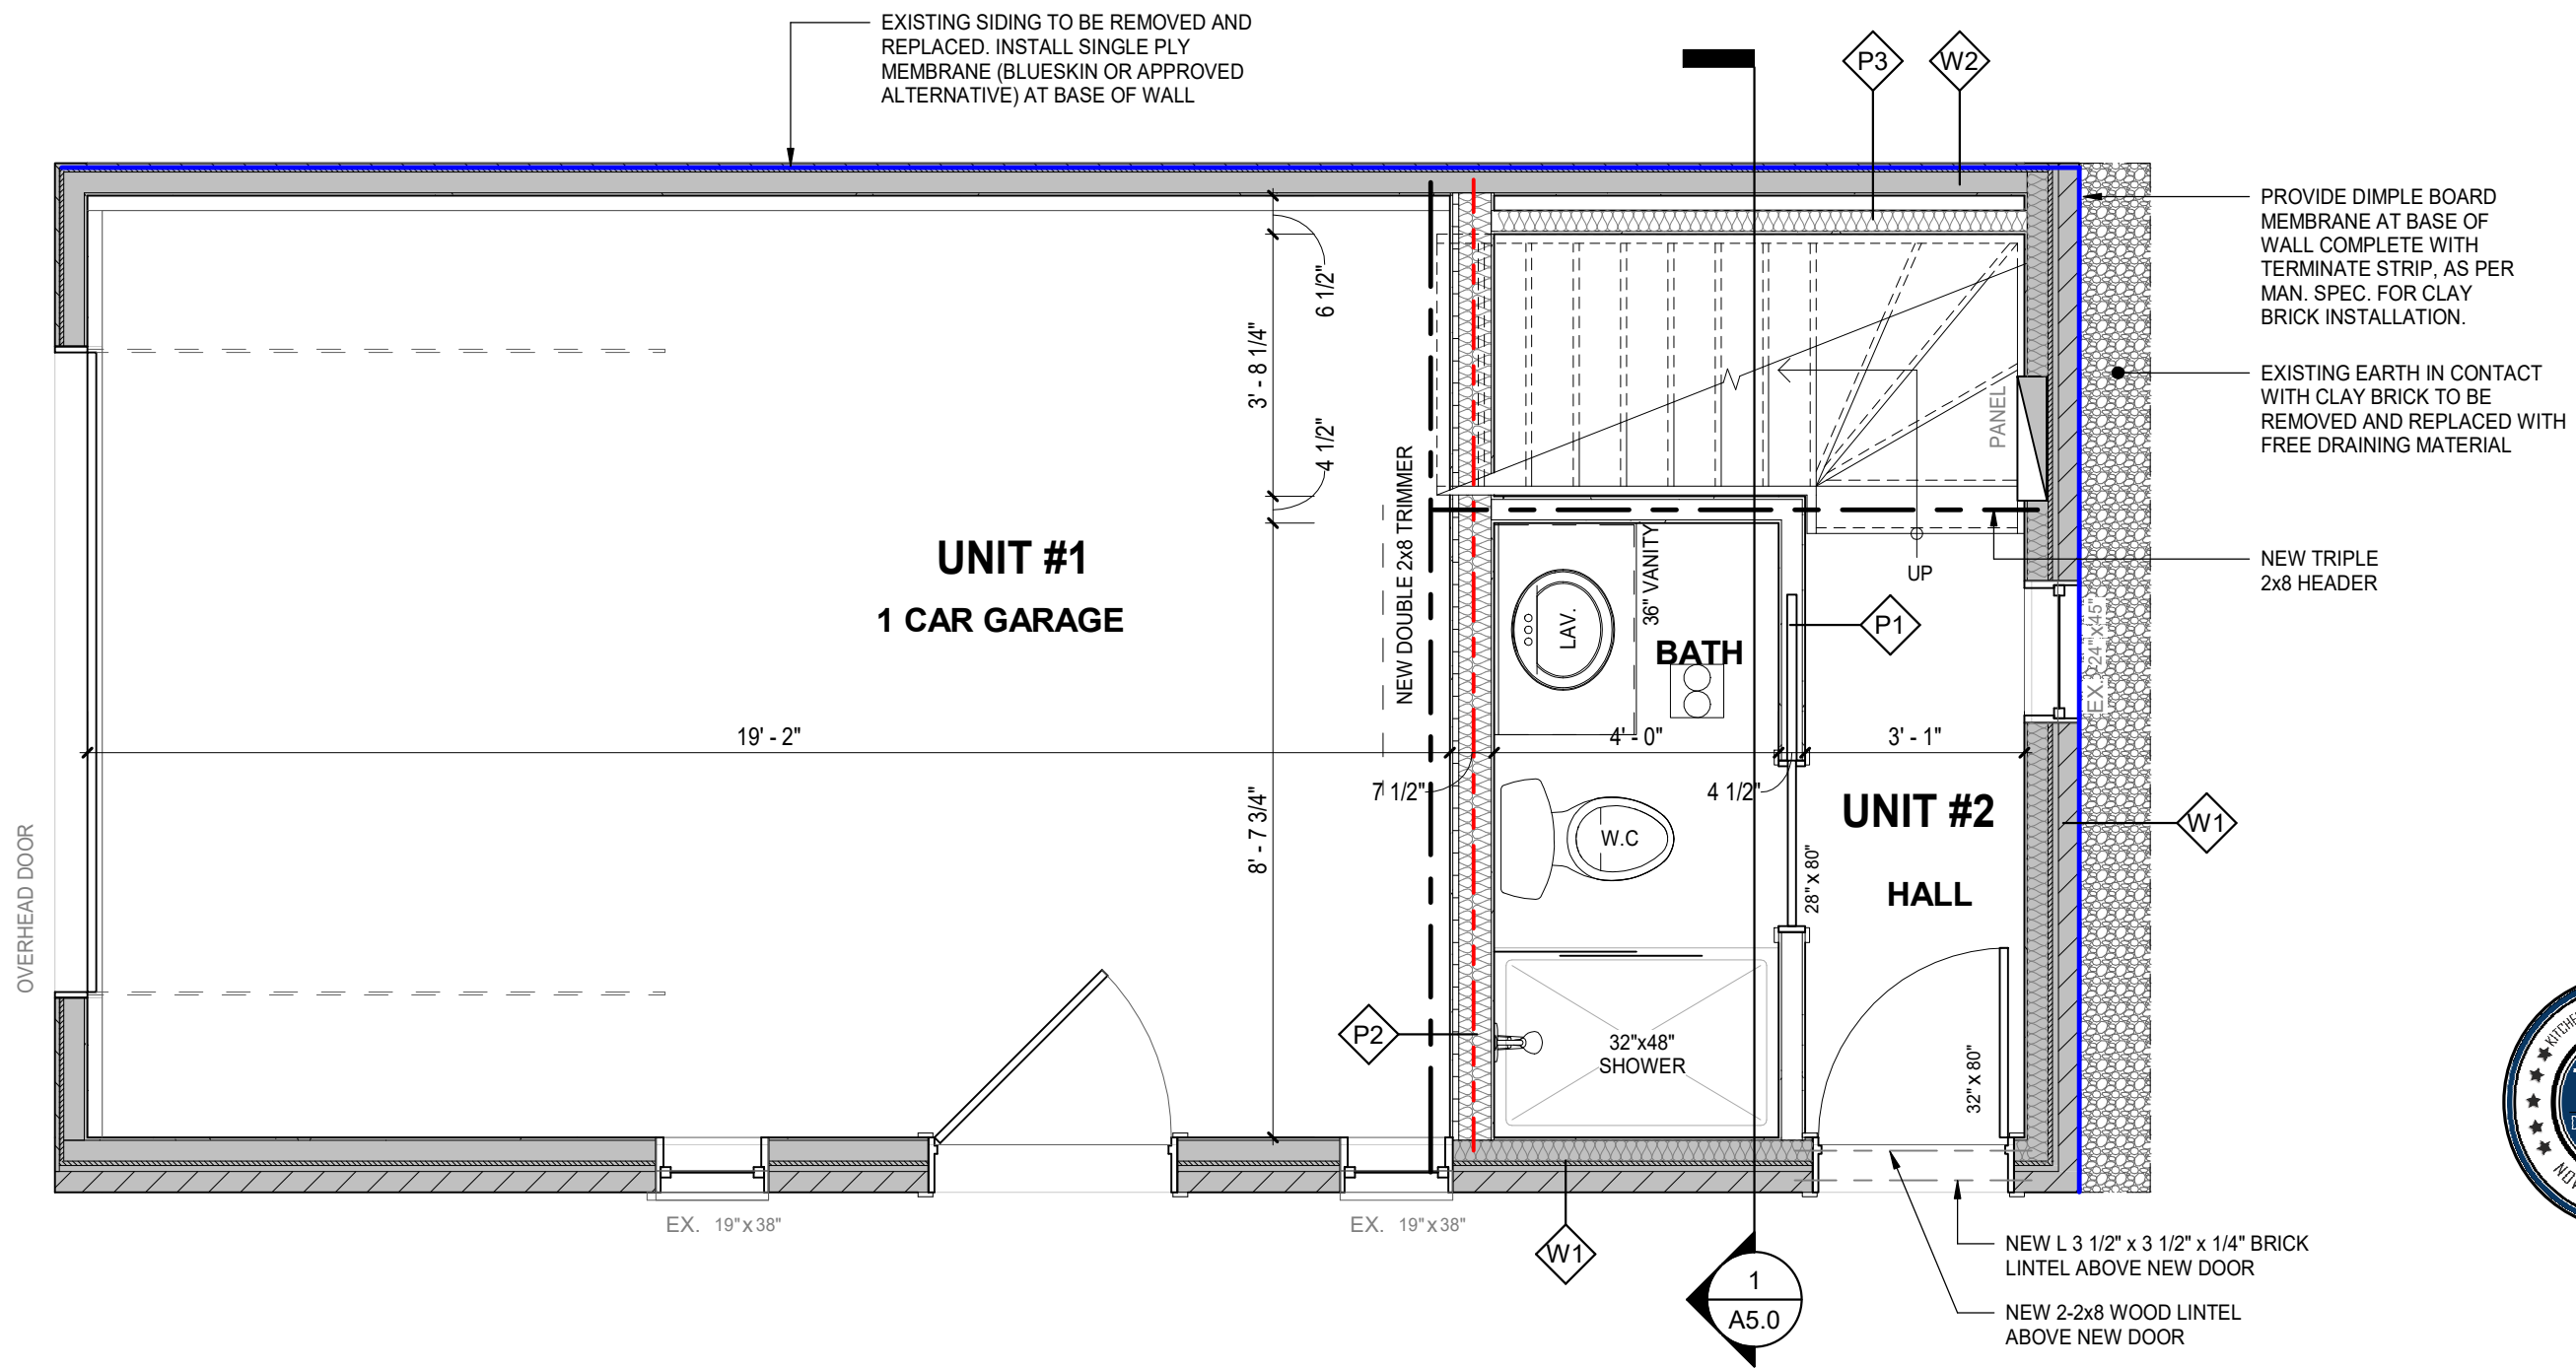 EXISTING SIDING TO BE REMOVED AND
REPLACED. INSTALL SINGLE PLY
MEMBRANE (BLUESKIN OR APPROVED
ALTERNATIVE) AT BASE OF WALL
P3
W2
PROVIDE DIMPLE BOARD
MEMBRANE AT BASE OF
WALL COMPLETE WITH
TERMINATE STRIP, AS PER
MAN. SPEC. FOR CLAY
BRICK INSTALLATION.
EXISTING EARTH IN CONTACT
WITH CLAY BRICK TO BE
REMOVED AND REPLACED WITH
FREE DRAINING MATERIAL
6 1/2"
3' - 8 1/4"
4 1/2"
PANEL
NEW DOUBLE 2x8 TRIMMER
NEW TRIPLE
2x8 HEADER
UNIT #1
1 CAR GARAGE
UP
36" VANITY
LAV.
BATH
P1
EX. 24"x45"
19' - 2"
4' - 0"
3' - 1"
7 1/2"
4 1/2"
8' - 7 3/4"
W.C
UNIT #2
HALL
28" x 80"
W1
OVERHEAD DOOR
P2
32"x48"
SHOWER
32" x 80"
EX. 19"x38"
EX. 19"x38"
W1
1
A5.0
NEW L 3 1/2" x 3 1/2" x 1/4" BRICK
LINTEL ABOVE NEW DOOR
NEW 2-2x8 WOOD LINTEL
ABOVE NEW DOOR